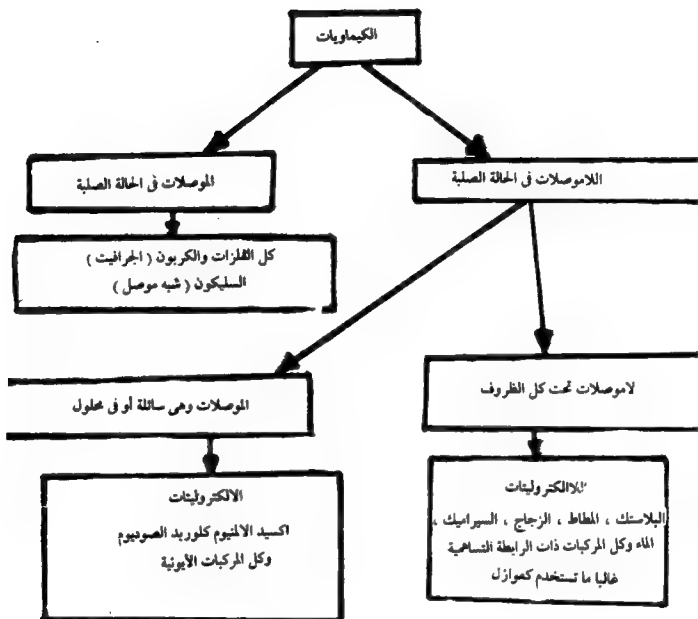 الكيماويات
الموصلات فى الحالة الصلبة
اللاموصلات فى الحالة الصلبة
كل الفلزات والكربون ( الجرافيت )
السليكون ( شبه موصل )
الموصلات وهى سائلة أو فى محلول
لاموصلات تحت كل الظروف
الالكتروليتات
اكسيد الالمنيوم كلوريد الصوديوم
وكل المركبات الأيونية
اللاالكتروليتات
البلاستك ، المطاط ، الزجاج ، السيراميك ،
الماء وكل المركبات ذات الرابطة التساهمية
غالبا ما تستخدم كعوازل